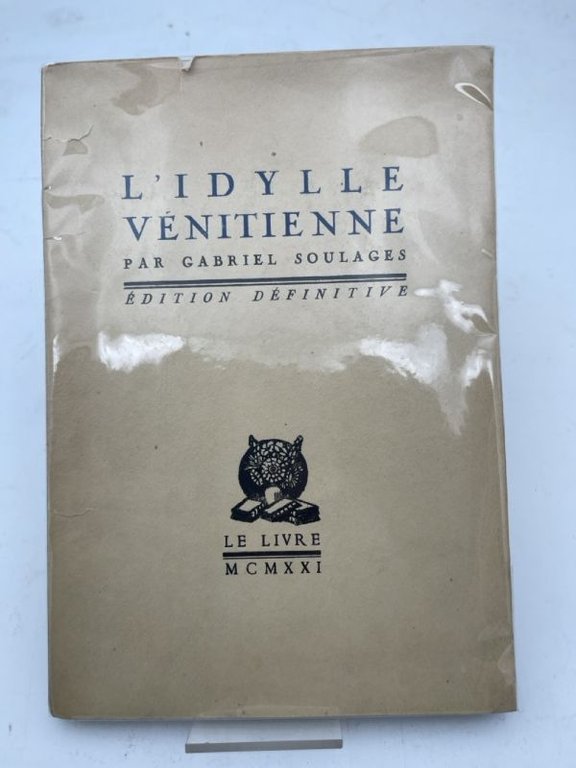 L'IDYLLE
VÉNITIENNE
PAR GABRIEL SOULAGES
ÉDITION DÉFINITIVE
LE LIVRE
MCMXXI